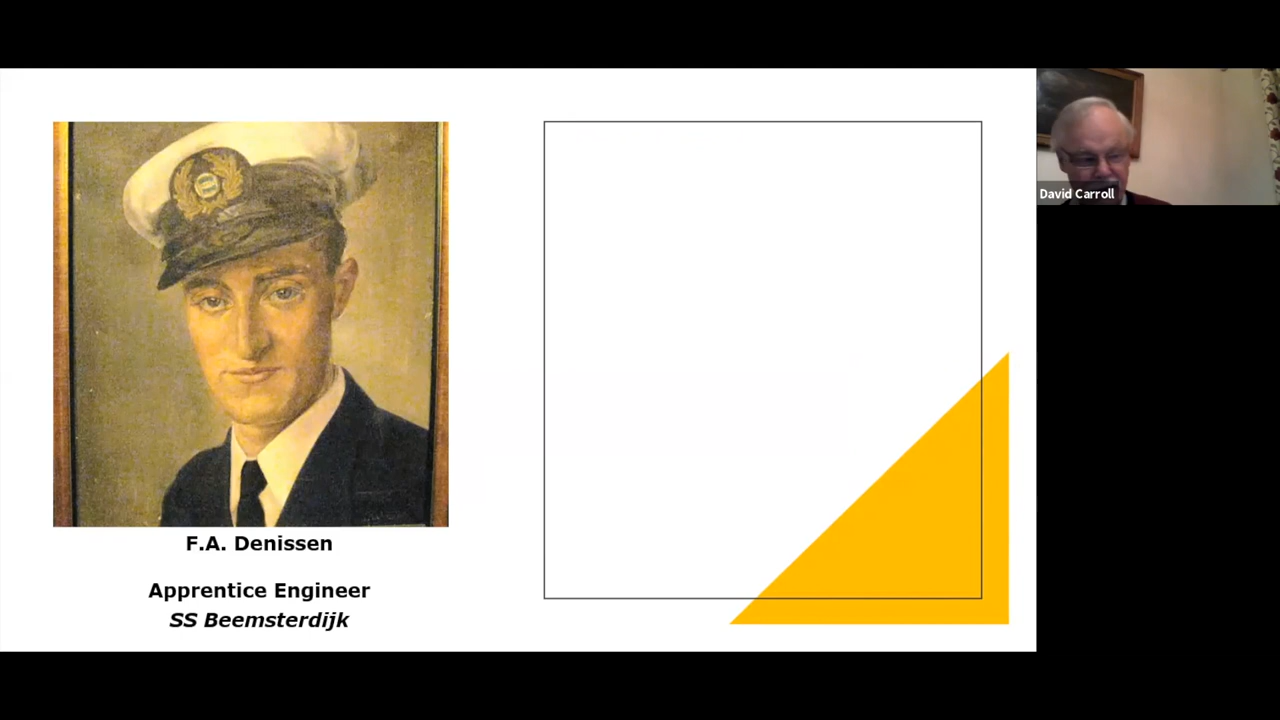 F.A. Denissen
Apprentice Engineer
SS Beemsterdijk
David Carroll